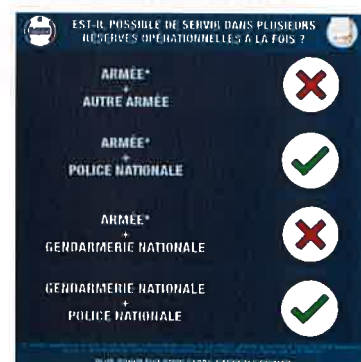 EST-IL POSSIBLE DE SERVIR DANS PLUSIEURS
RÉSERVES OPÉRATIONNELLES À LA FOIS ?
ARMÉE*
+
AUTRE ARMÉE
ARMÉE*
+
POLICE NATIONALE
ARMÉE*
+
GENDARMERIE NATIONALE
GENDARMERIE NATIONALE
+
POLICE NATIONALE